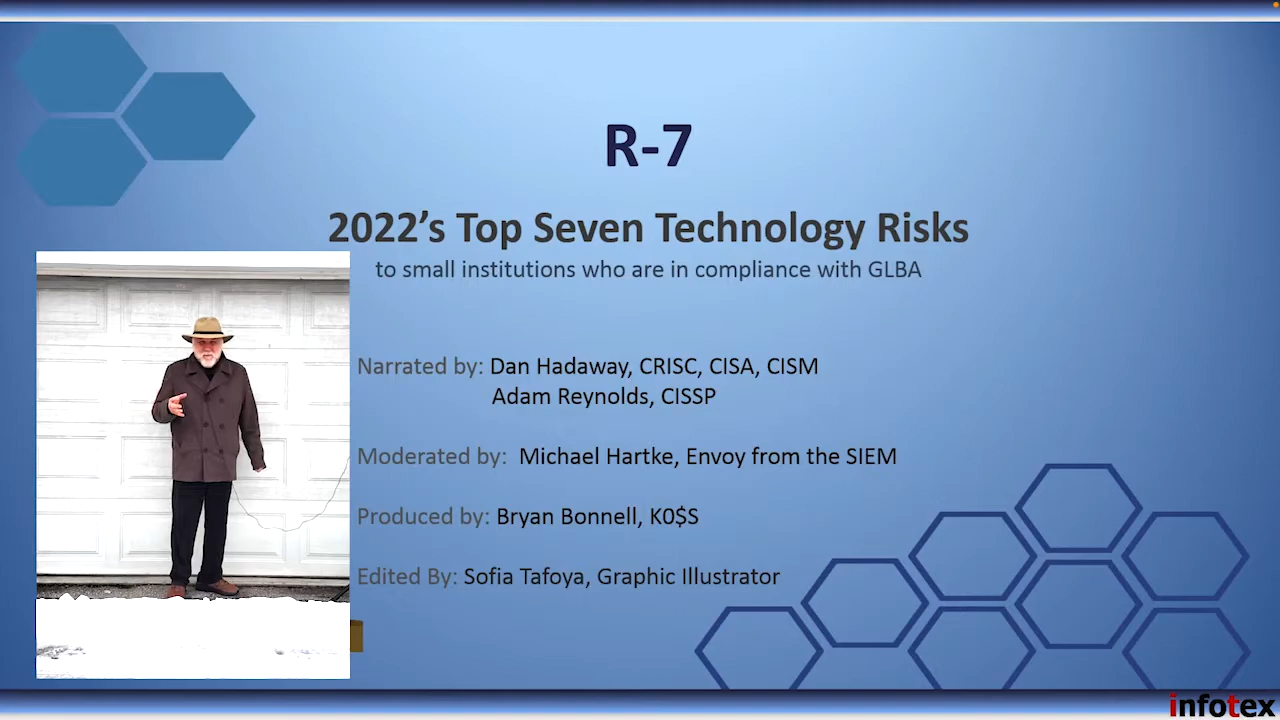 R-7
2022’s Top Seven Technology Risks
to small institutions who are in compliance with GLBA
Narrated by: Dan Hadaway, CRISC, CISA, CISM
Adam Reynolds, CISSP
Moderated by: Michael Hartke, Envoy from the SIEM
Produced by: Bryan Bonnell, K0$S
Edited By: Sofia Tafoya, Graphic Illustrator
infotex